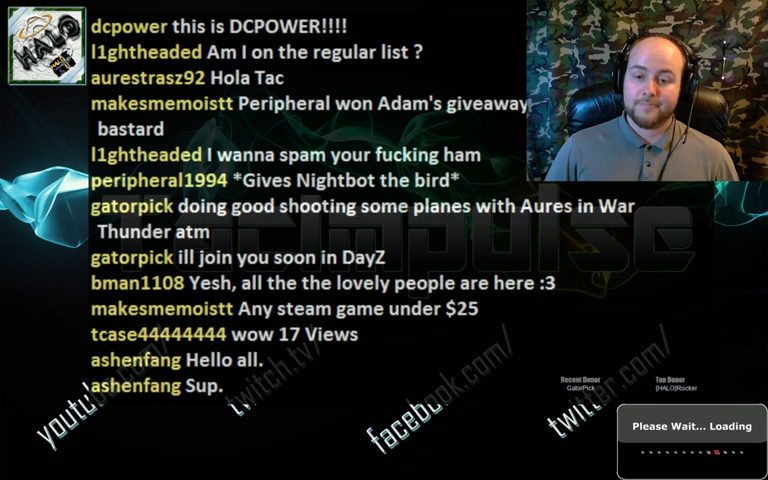 HALO
dcpower this is DCPOWER!!!!
l1ghtheaded Am I on the regular list ?
aurestrasz92 Hola Tac
makesmemoistt Peripheral won Adam's giveaway
bastard
l1ghtheaded I wanna spam your fucking ham
peripheral1994 *Gives Nightbot the bird*
gatorpick doing good shooting some planes with Aures in War
Thunder atm
TacImpulse
gatorpick ill join you soon in DayZ
bman1108 Yesh, all the the lovely people are here :3
makesmemoistt Any steam game under $25
tcase44444444 wow 17 Views
ashenfang Hello all.
ashenfang Sup.
twitch.tv/
facebook.com/
twitter.com/
Recent Donor
GatorPick
Top Donor
(HALO)Rocker
Please Wait... Loading